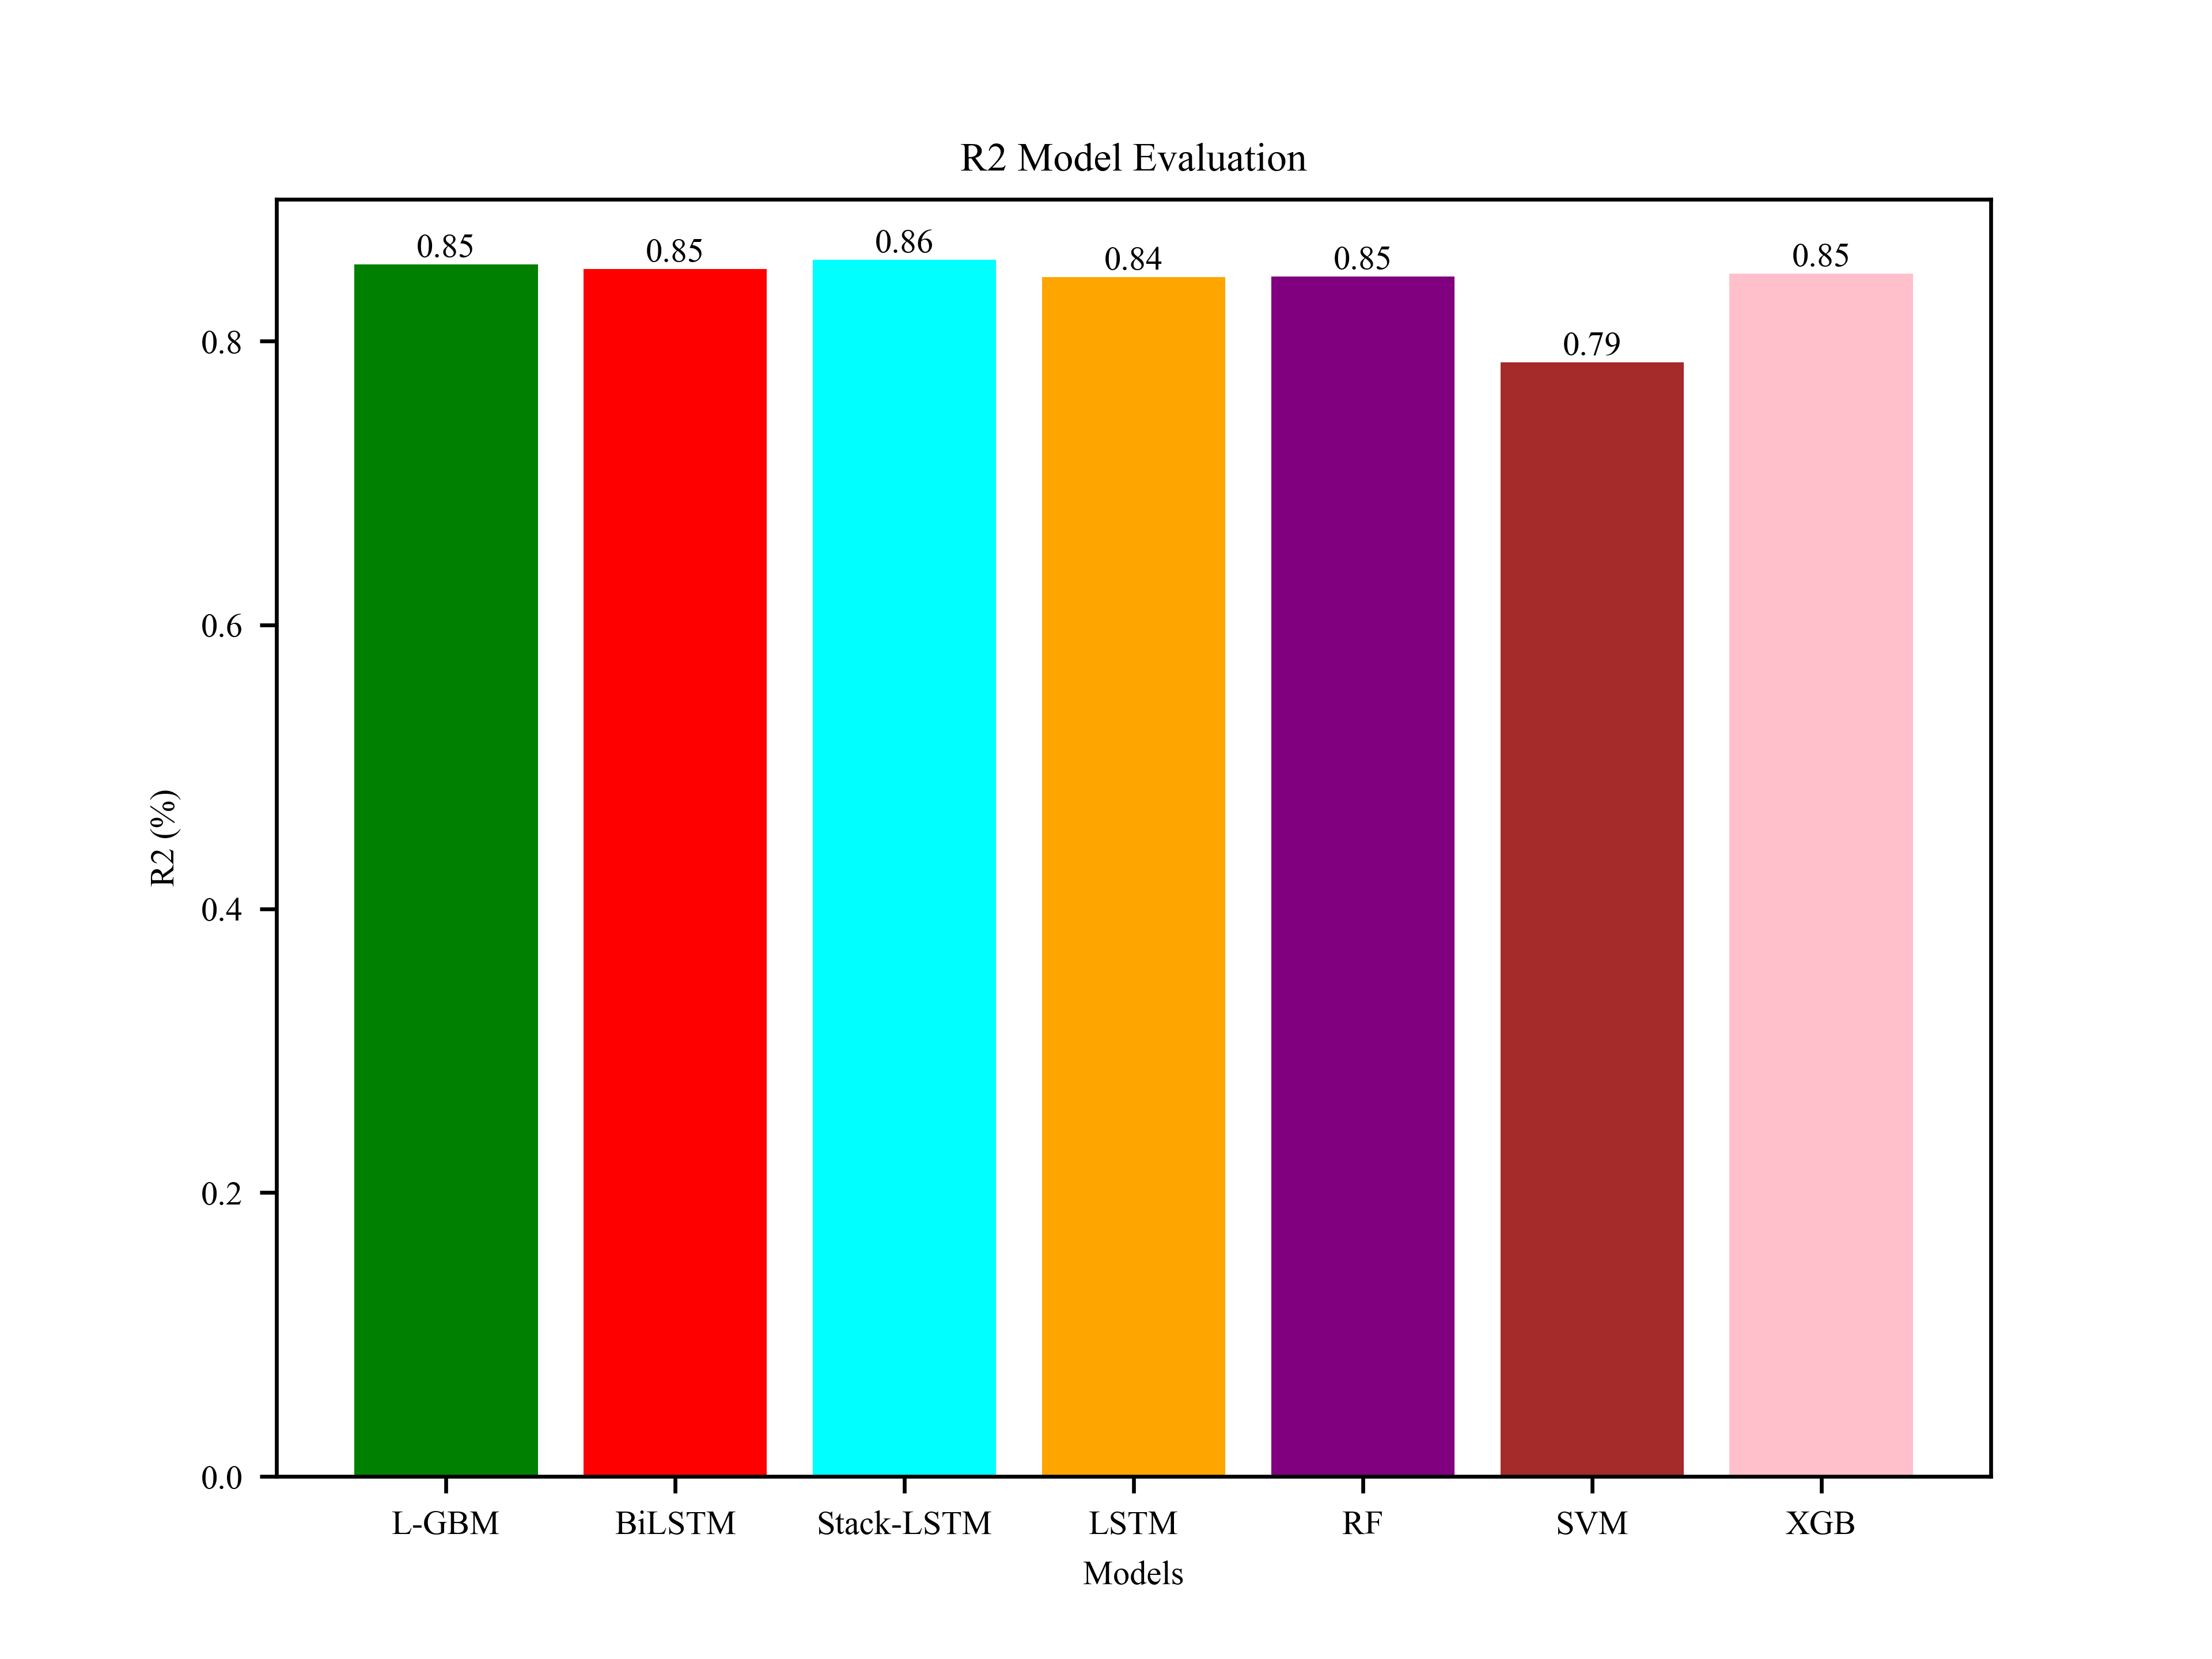 R2 Model Evaluation
0.85
0.85
0.86
0.84
0.85
0.79
0.85
0.8
0.6
0.4
0.2
0.0
R2 (%)
L-GBM
BiLSTM
Stack-LSTM
LSTM
RF
SVM
XGB
Models